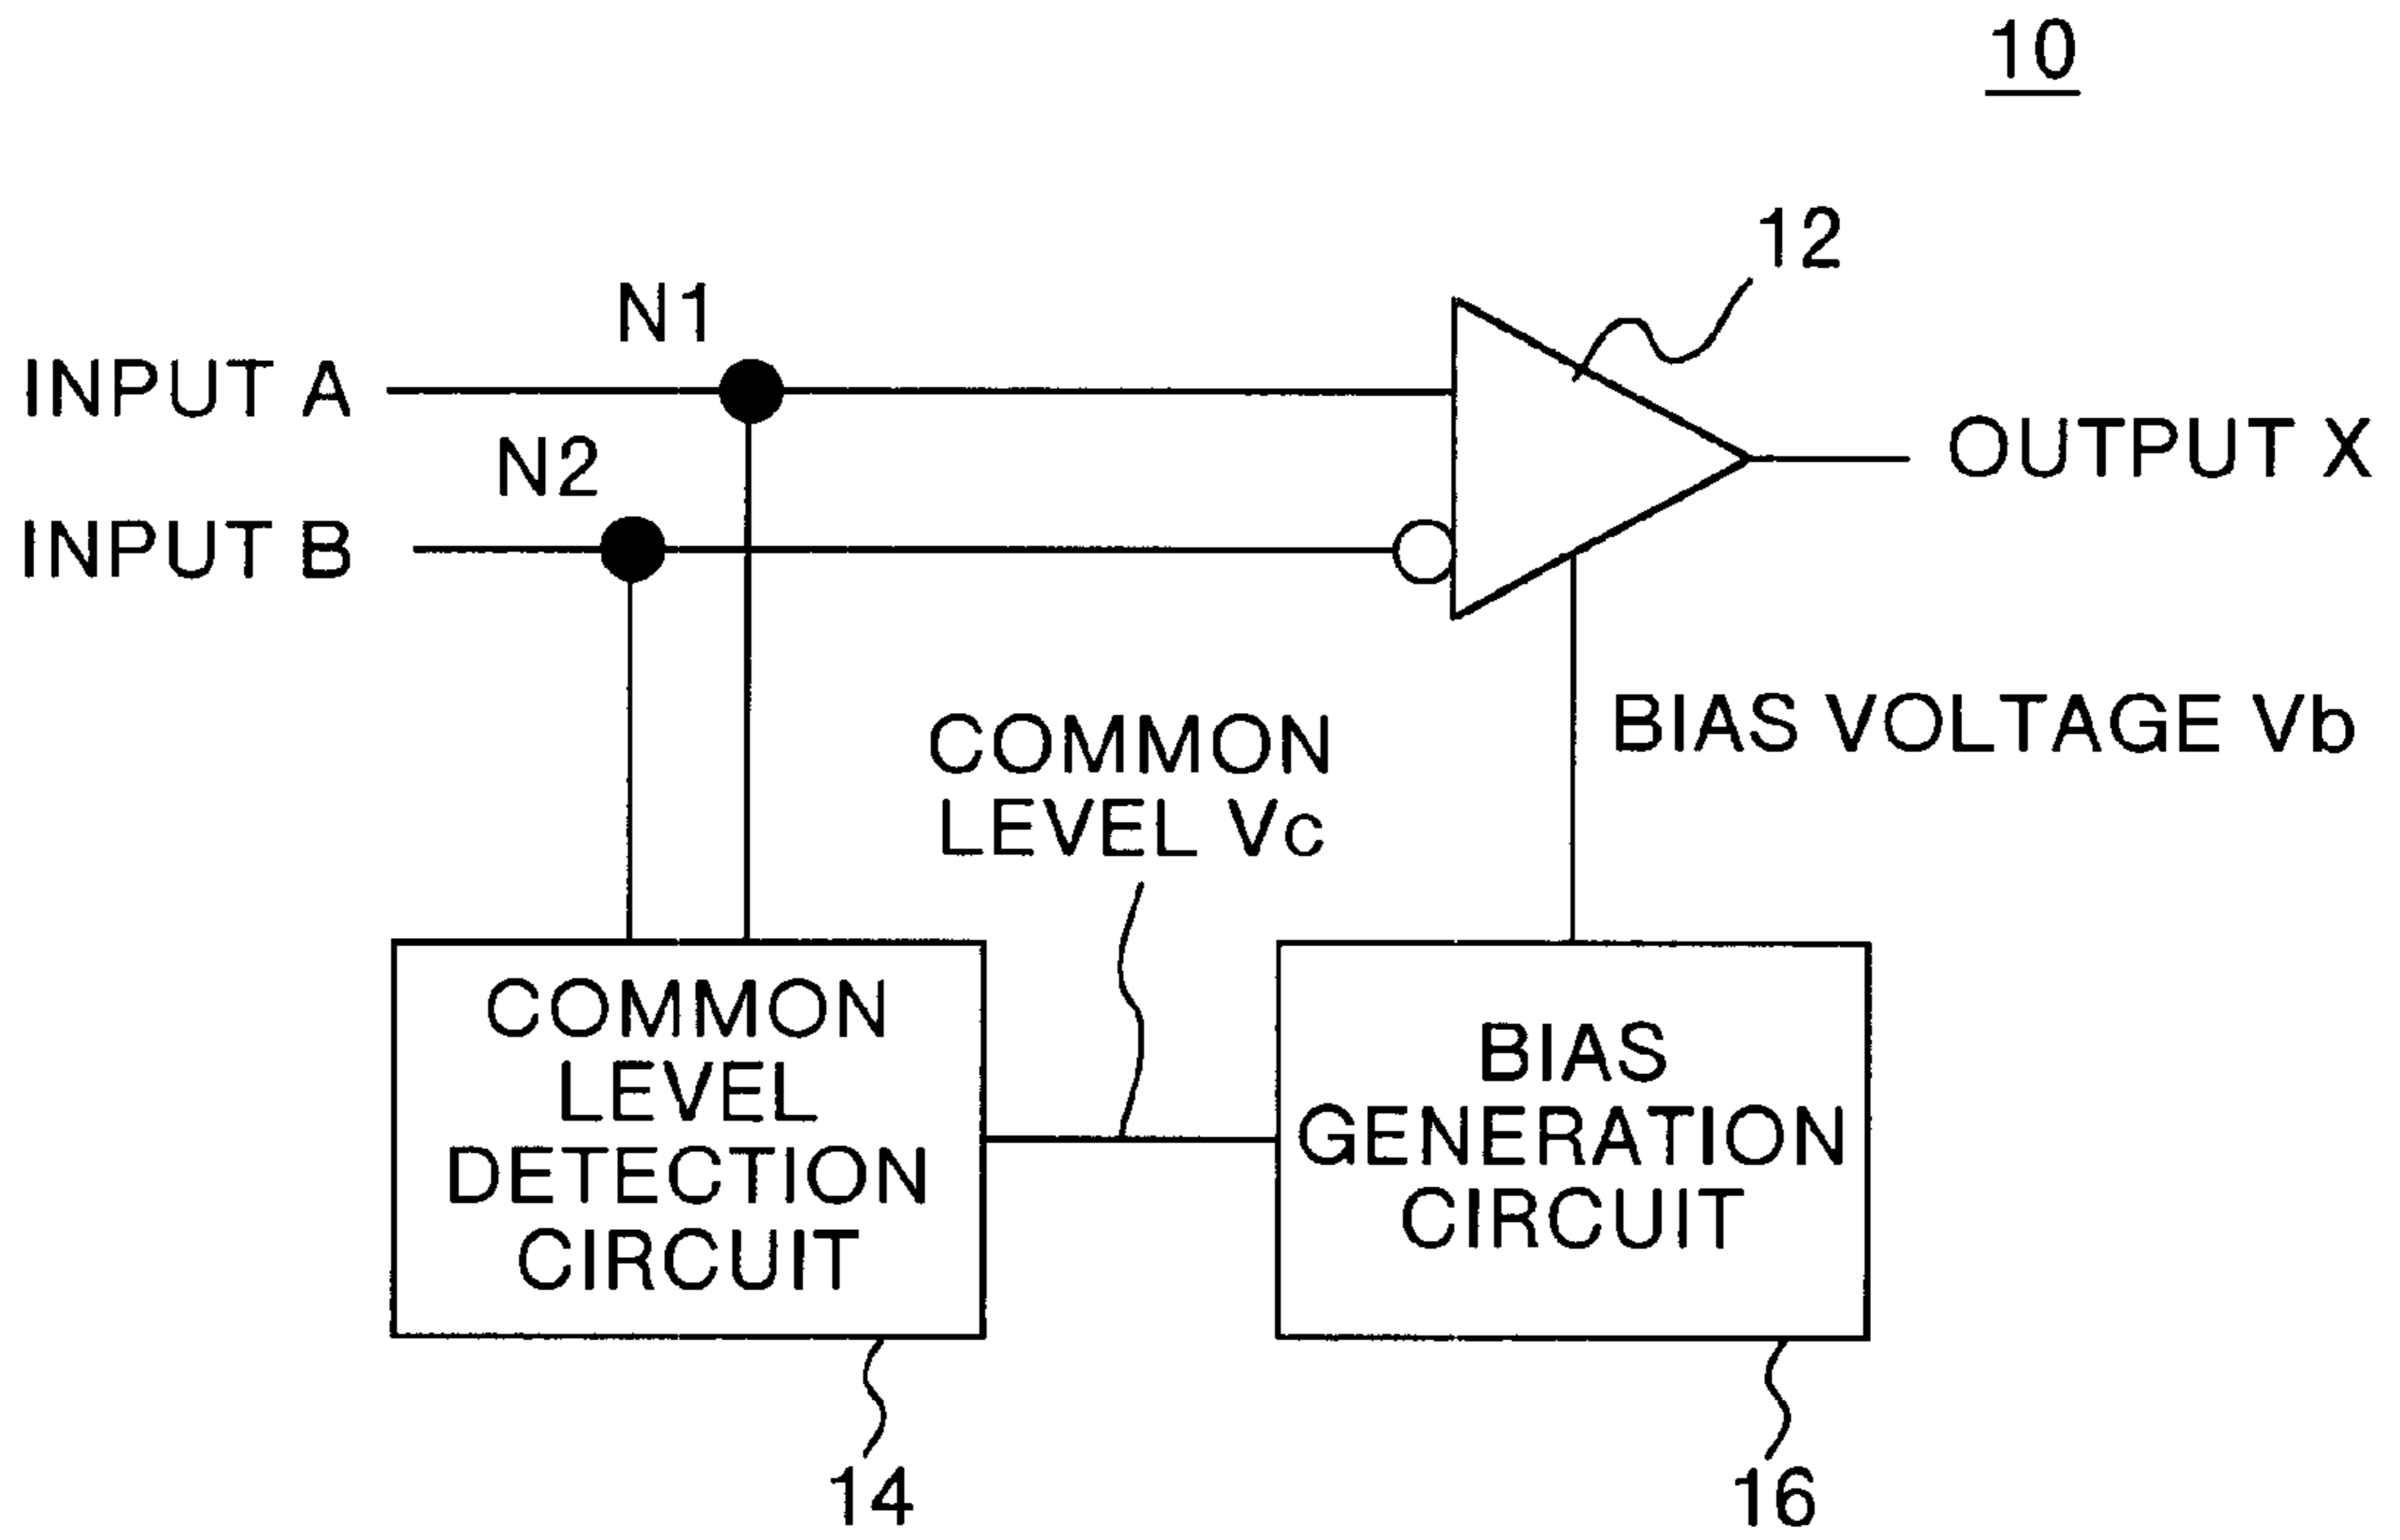 10
12
N1
INPUT A
OUTPUT X
N2
INPUT B
BIAS VOLTAGE Vb
COMMON
LEVEL Vc
COMMON
LEVEL
DETECTION
CIRCUIT
BIAS
GENERATION
CIRCUIT
14
16